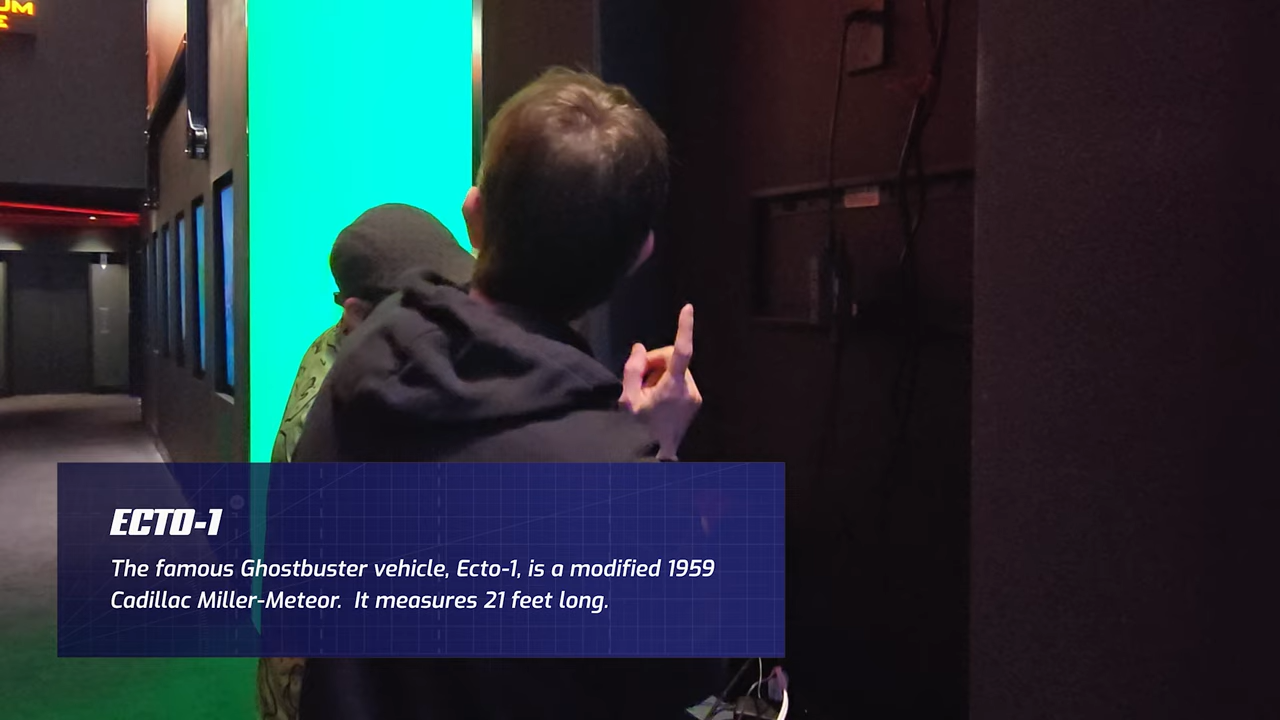 UM
E
ECTO-1
The famous Ghostbuster vehicle, Ecto-1, is a modified 1959
Cadillac Miller-Meteor. It measures 21 feet long.